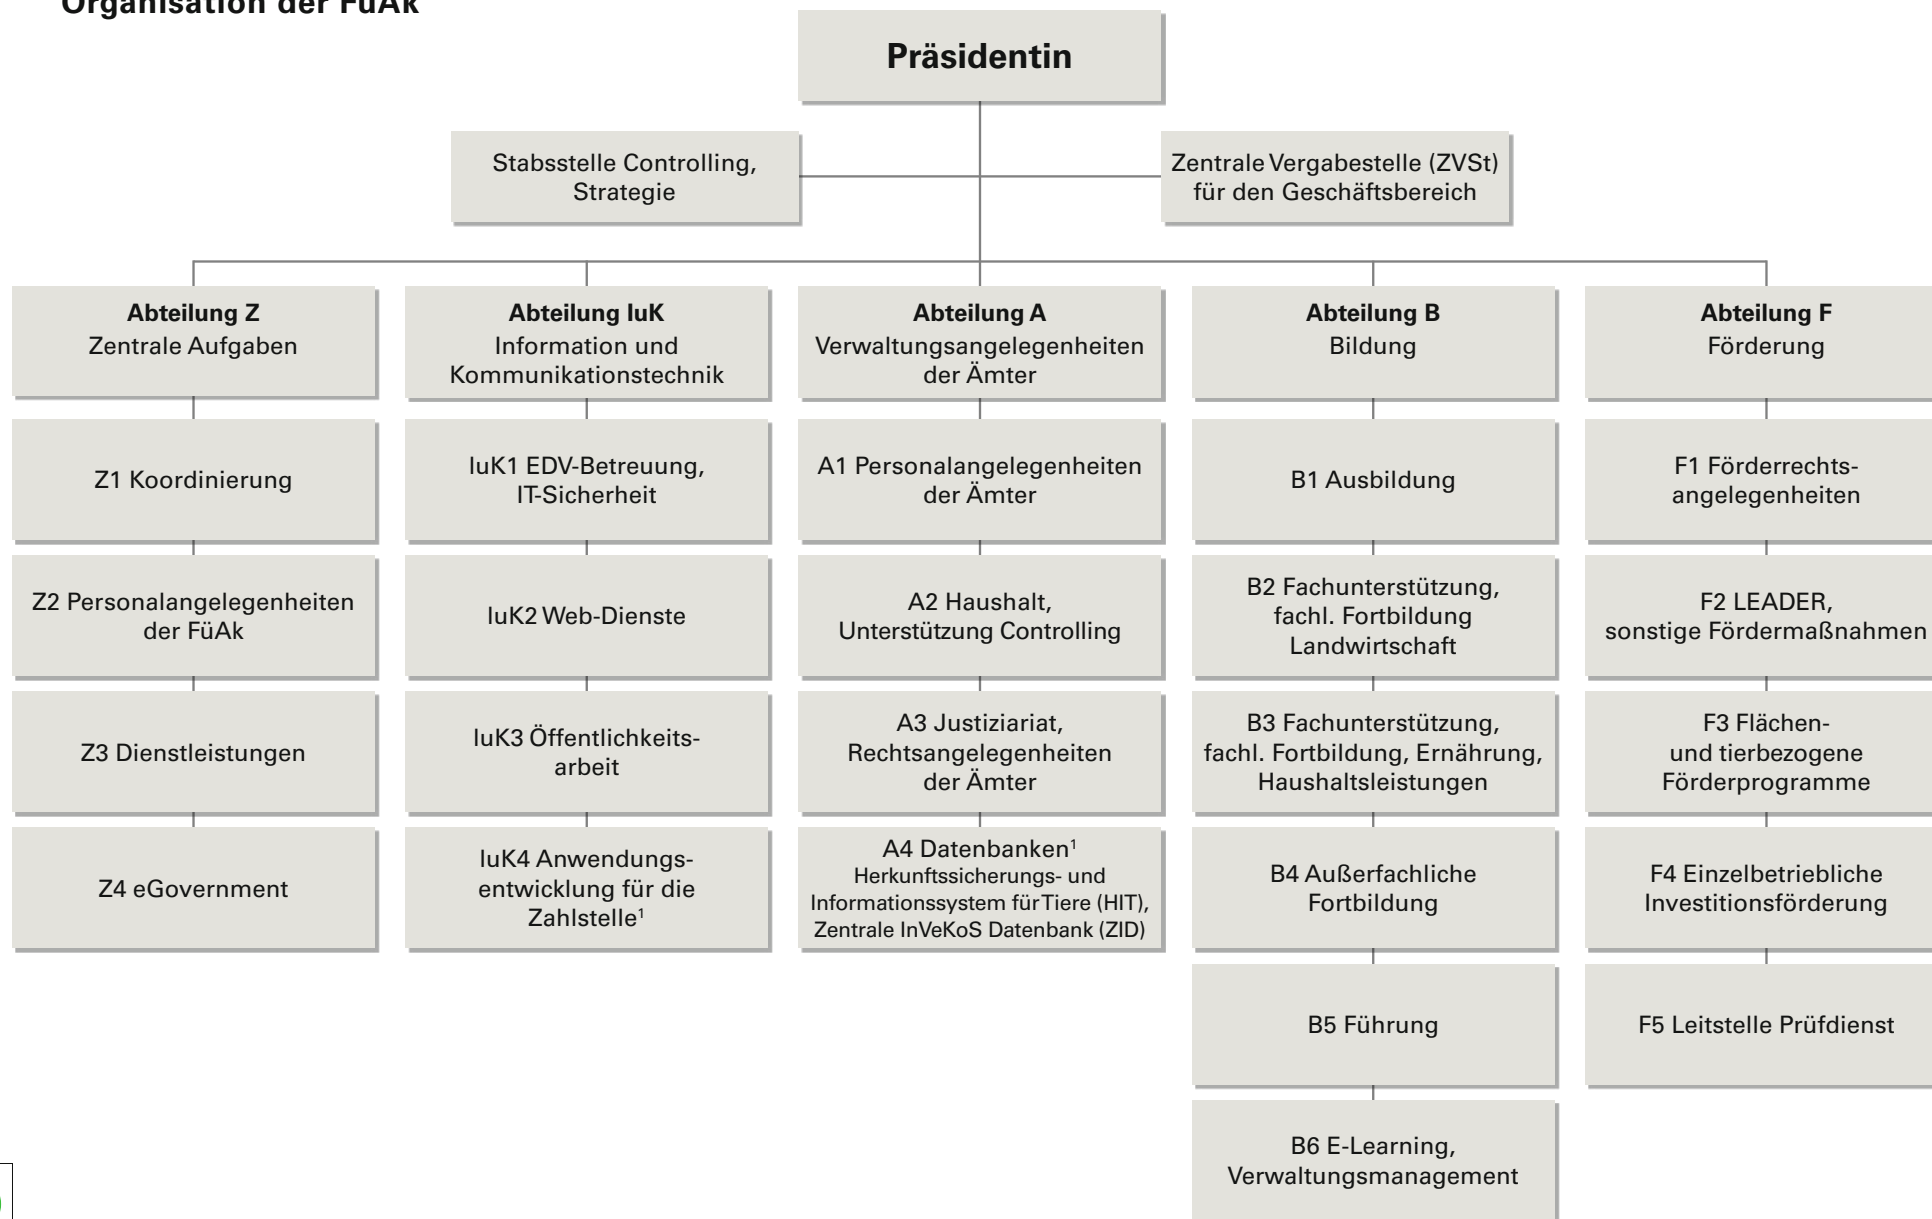 Organisation der FüAk
Präsidentin
Stabsstelle Controlling,
Strategie
Zentrale Vergabestelle (ZVSt)
für den Geschäftsbereich
Abteilung Z
Zentrale Aufgaben
Z1 Koordinierung
Z2 Personalangelegenheiten
der FüAk
Z3 Dienstleistungen
Z4 eGovernment
Abteilung IuK
Information und
Kommunikationstechnik
IuK1 EDV-Betreuung,
IT-Sicherheit
IuK2 Web-Dienste
IuK3 Öffentlichkeits-
arbeit
IuK4 Anwendungs-
entwicklung für die
Zahlstelle¹
Abteilung A
Verwaltungsangelegenheiten
der Ämter
A1 Personalangelegenheiten
der Ämter
A2 Haushalt,
Unterstützung Controlling
A3 Justiziariat,
Rechtsangelegenheiten
der Ämter
A4 Datenbanken¹
Herkunftssicherungs- und
Informationssystem für Tiere (HIT),
Zentrale InVeKoS Datenbank (ZID)
Abteilung B
Bildung
B1 Ausbildung
B2 Fachunterstützung,
fachl. Fortbildung
Landwirtschaft
B3 Fachunterstützung,
fachl. Fortbildung, Ernährung,
Haushaltsleistungen
B4 Außerfachliche
Fortbildung
B5 Führung
B6 E-Learning,
Verwaltungsmanagement
Abteilung F
Förderung
F1 Förderrechts-
angelegenheiten
F2 LEADER,
sonstige Fördermaßnahmen
F3 Flächen-
und tierbezogene
Förderprogramme
F4 Einzelbetriebliche
Investitionsförderung
F5 Leitstelle Prüfdienst